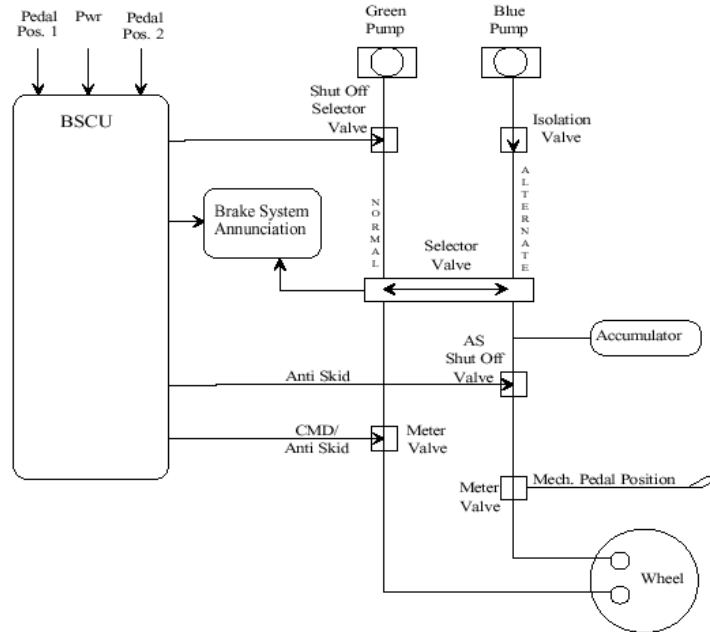 Pedal
Pos. 1
Pwr
Pedal
Pos. 2
Green
Pump
Blue
Pump
BSCU
Shut Off
Selector
Valve
Isolation
Valve
Brake System
Annunciation
NORMAL
ALTERNATE
Selector
Valve
Accumulator
AS
Shut Off
Valve
Anti Skid
CMD/
Anti Skid
Meter
Valve
Meter
Valve
Mech. Pedal Position
Wheel